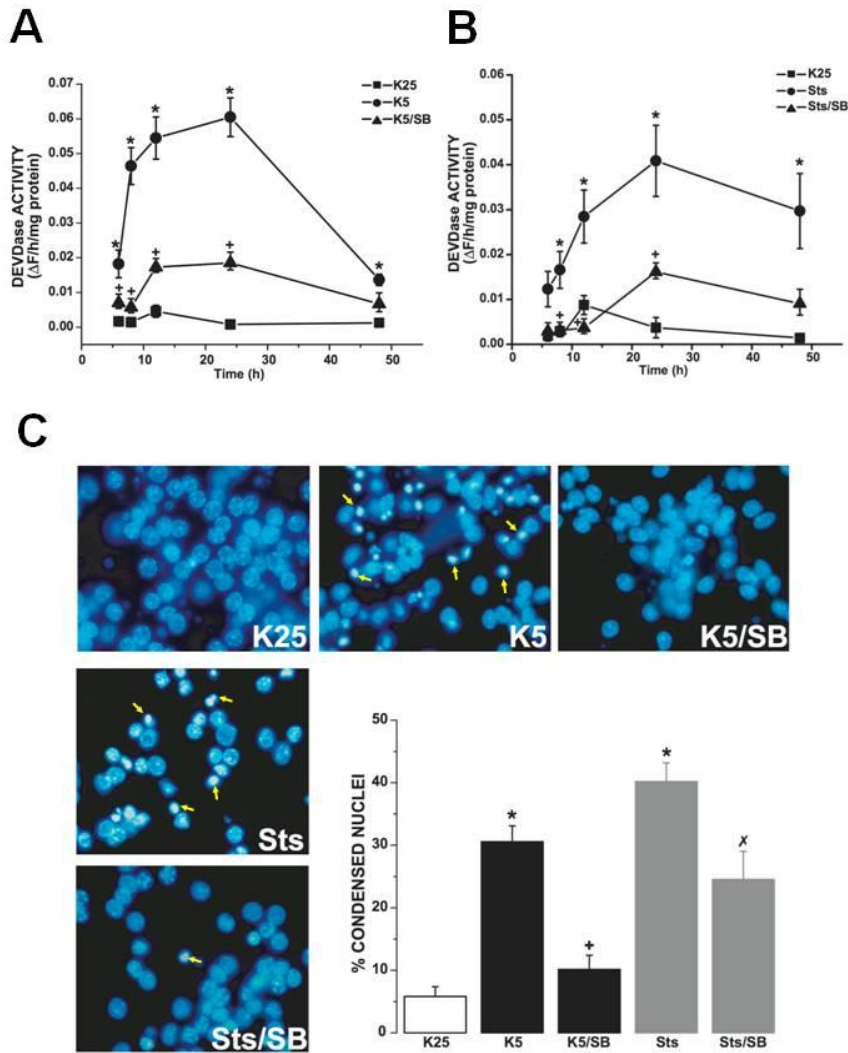 A
B
0.07
0.06
0.05
0.04
0.03
0.02
0.01
0.00
DEVDase ACTIVITY
(ΔF/h/mg protein)
0
10
20
30
40
50
Time (h)
K25
K5
K5/SB
*
*
*
*
*
+
+
+
+
0.06
0.05
0.04
0.03
0.02
0.01
0.00
DEVDase ACTIVITY
(ΔF/h/mg protein)
0
10
20
30
40
50
Time (h)
K25
Sts
Sts/SB
*
*
*
*
+
+
+
C
K25
K5
K5/SB
Sts
Sts/SB
50
40
30
20
10
0
% CONDENSED NUCLEI
*
+
*
x
K25
K5
K5/SB
Sts
Sts/SB